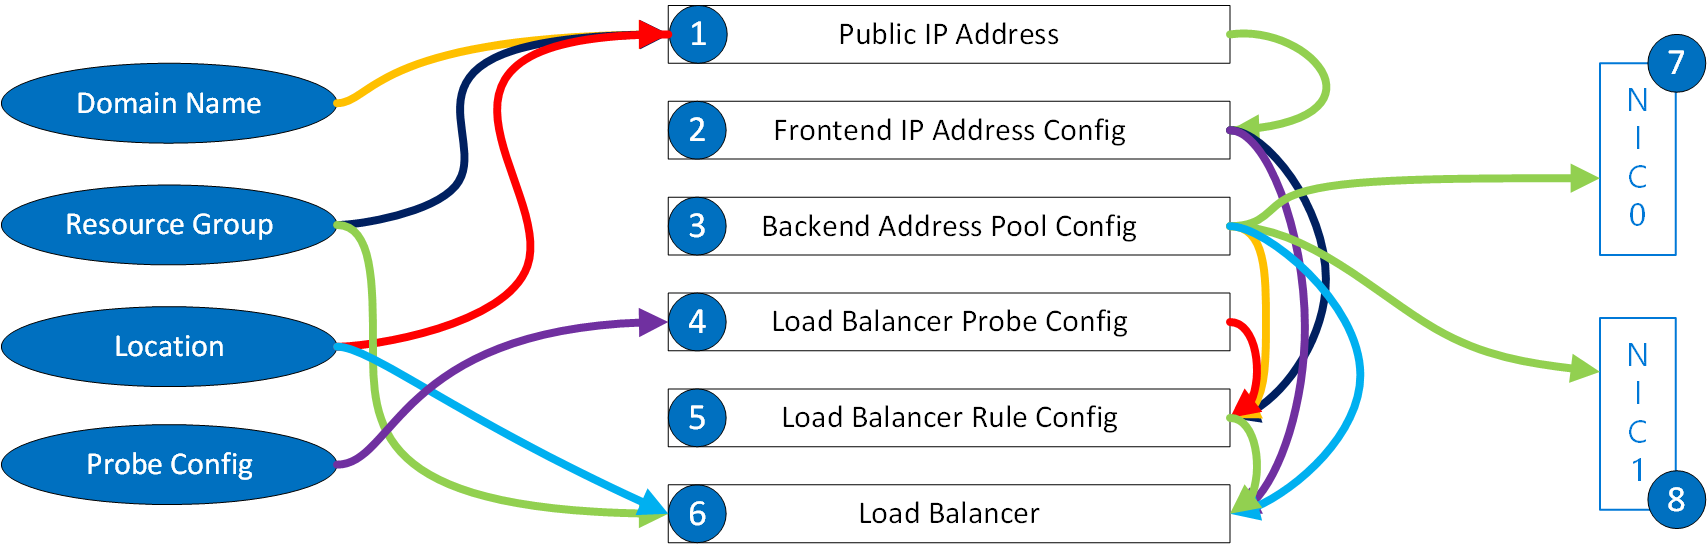 Domain Name
Resource Group
Location
Probe Config
1 Public IP Address
2 Frontend IP Address Config
3 Backend Address Pool Config
4 Load Balancer Probe Config
5 Load Balancer Rule Config
6 Load Balancer
7
N
I
C
0
N
I
C
1
8